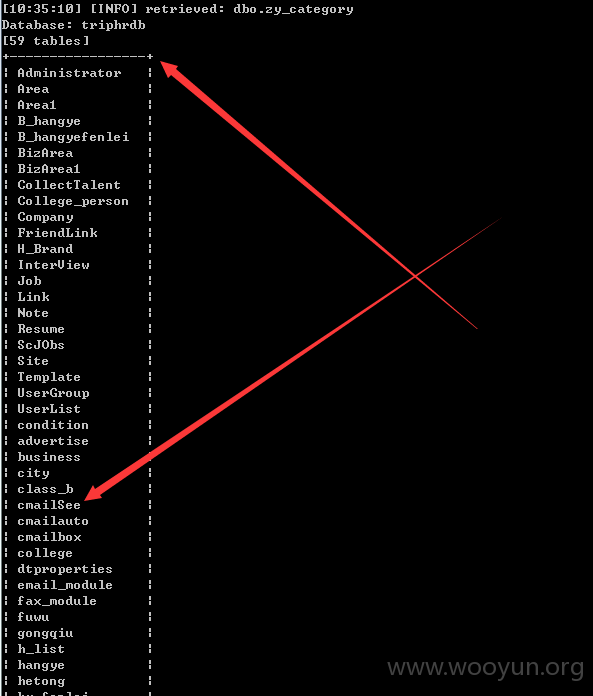 [10:35:10] [INFO] retrieved: dbo.zy_category
Database: triphrdb
[59 tables]
+-----------------+
¦ Administrator ¦
¦ Area ¦
¦ Area1 ¦
¦ B_hangye ¦
¦ B_hangyefenlei ¦
¦ BizArea ¦
¦ BizArea1 ¦
¦ CollectTalent ¦
¦ College_person ¦
¦ Company ¦
¦ FriendLink ¦
¦ H_Brand ¦
¦ InterView ¦
¦ Job ¦
¦ Link ¦
¦ Note ¦
¦ Resume ¦
¦ ScJObs ¦
¦ Site ¦
¦ Template ¦
¦ UserGroup ¦
¦ UserList ¦
¦ condition ¦
¦ advertise ¦
¦ business ¦
¦ city ¦
¦ class_b ¦
¦ cmailSee ¦
¦ cmailauto ¦
¦ cmailbox ¦
¦ college ¦
¦ dtproperties ¦
¦ email_module ¦
¦ fax_module ¦
¦ fuwu ¦
¦ gongqiu ¦
¦ h_list ¦
¦ hangye ¦
¦ hetong ¦
www.wooyun.org